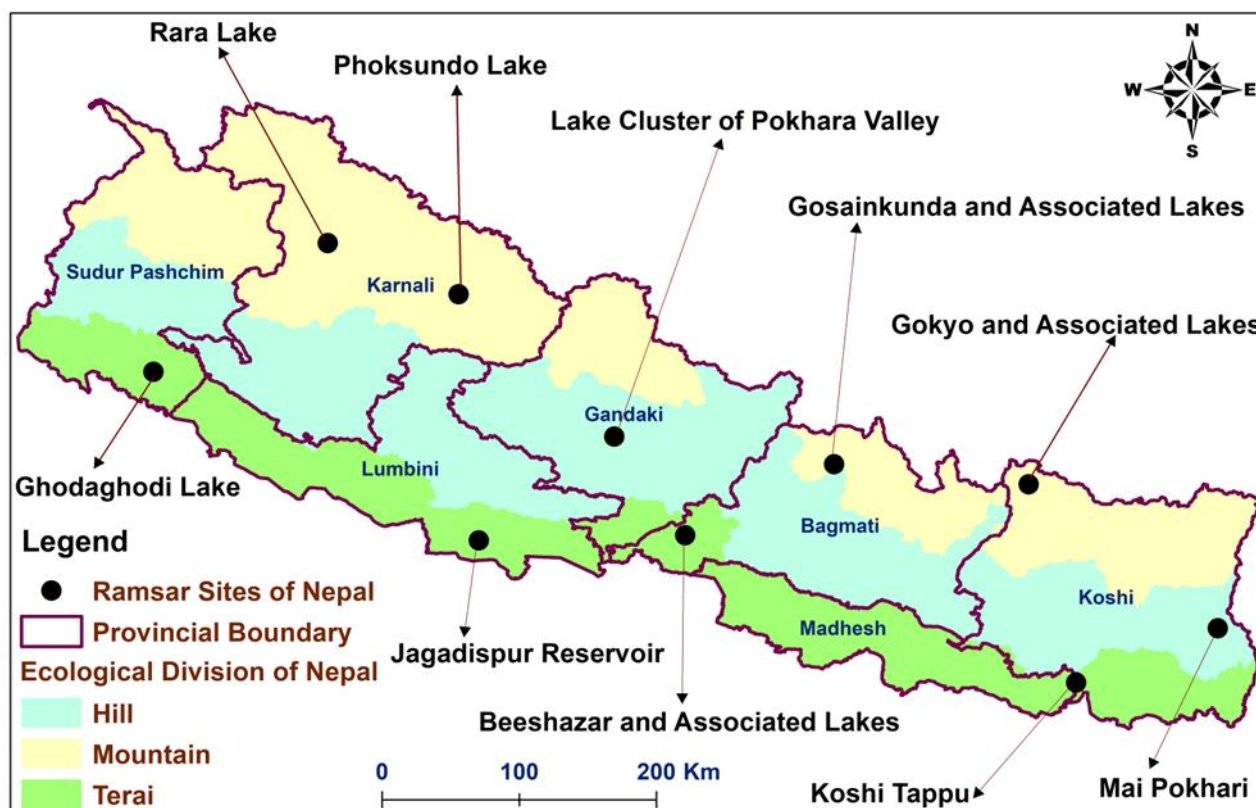 Rara Lake
Phoksundo Lake
Lake Cluster of Pokhara Valley
N
W E
S
Gosainkunda and Associated Lakes
Gokyo and Associated Lakes
Sudur Pashchim
Karnali
Gandaki
Lumbini
Bagmati
Koshi
Madhesh
Ghodaghodi Lake
Jagadispur Reservoir
Beeshazar and Associated Lakes
Koshi Tappu
Mai Pokhari
Legend
Ramsar Sites of Nepal
Provincial Boundary
Ecological Division of Nepal
Hill
Mountain
Terai
0 100 200 Km